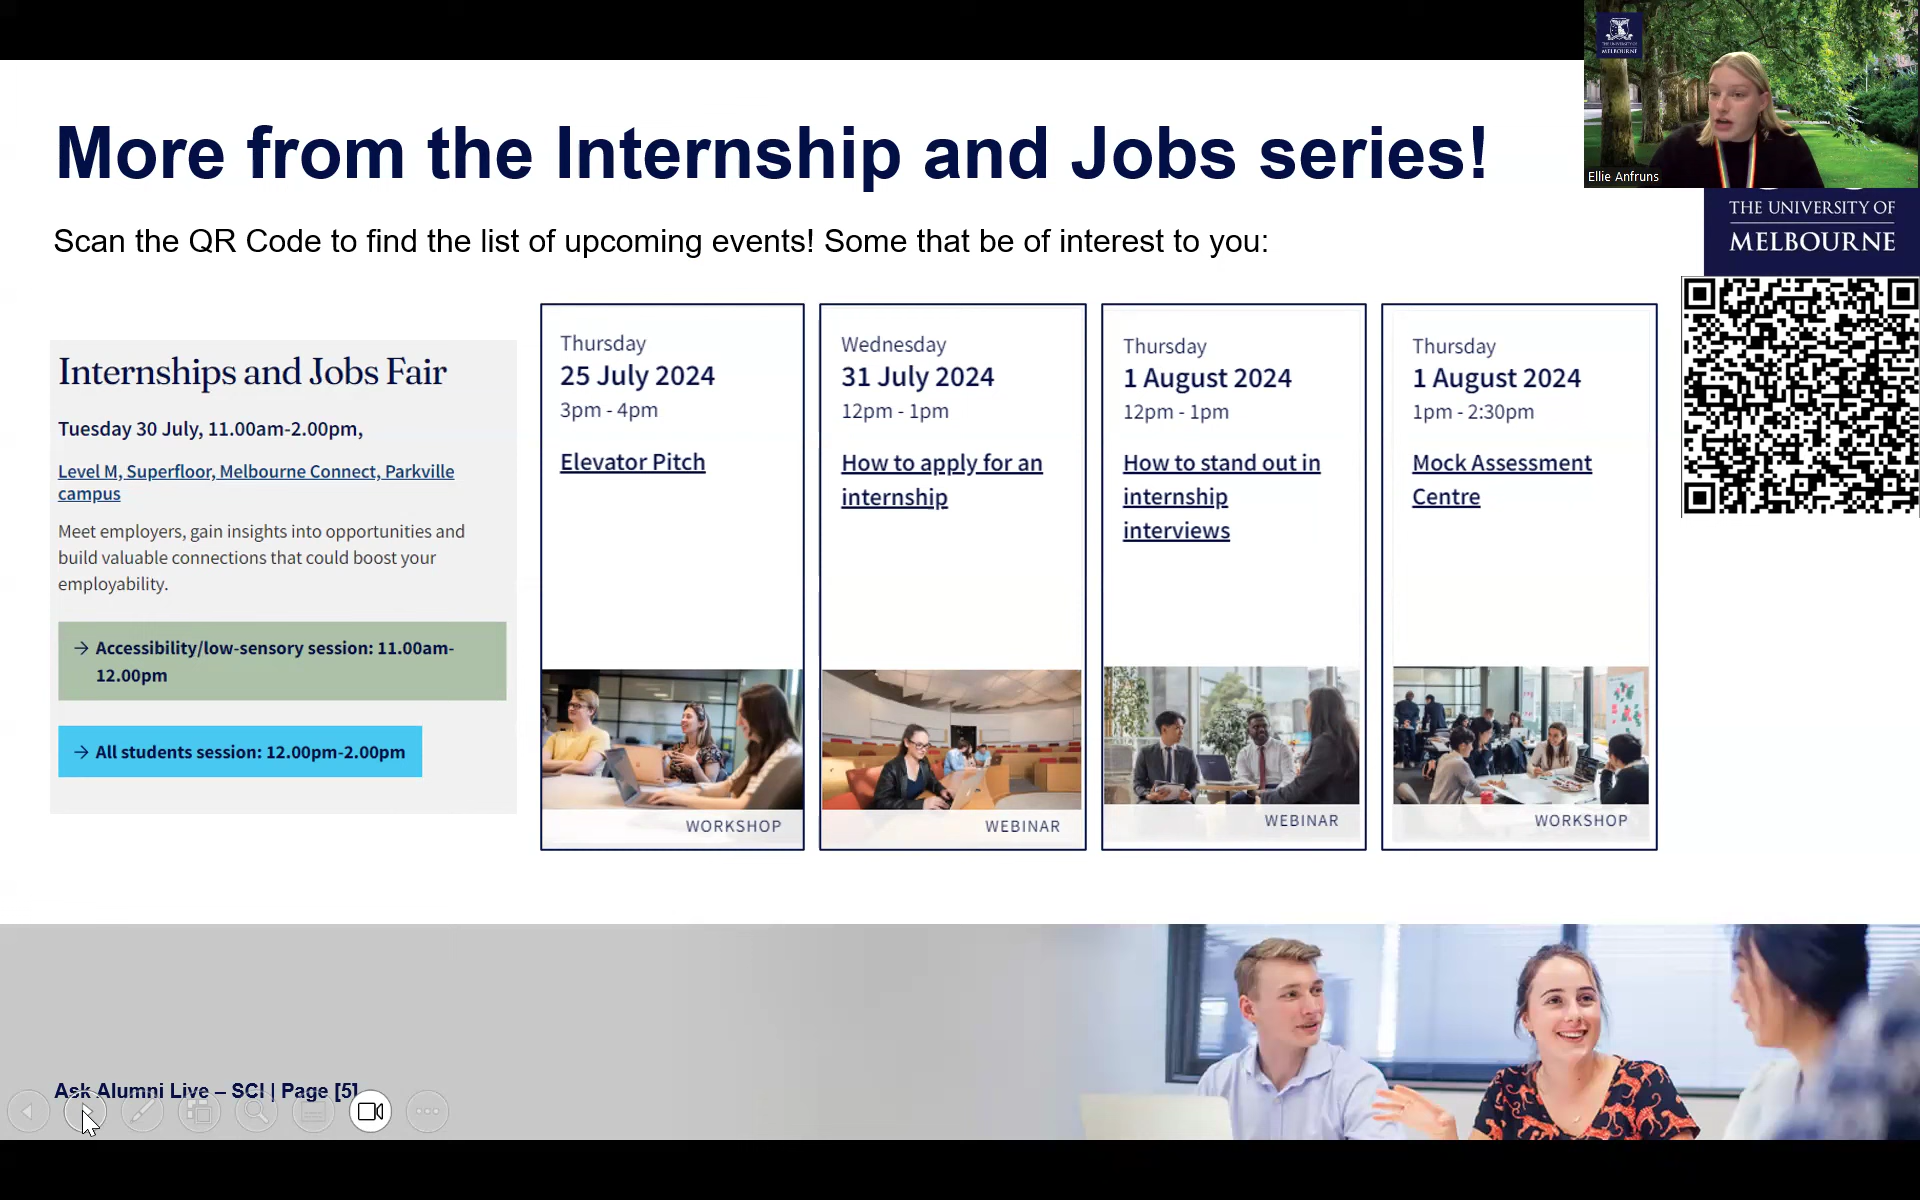 More from the Internship and Jobs series!
Scan the QR Code to find the list of upcoming events! Some that be of interest to you:
THE UNIVERSITY OF
MELBOURNE
Ellie Anfruns
THE UNIVERSITY OF
MELBOURNE
Internships and Jobs Fair
Tuesday 30 July, 11.00am-2.00pm,
Level M, Superfloor, Melbourne Connect, Parkville
campus
Meet employers, gain insights into opportunities and
build valuable connections that could boost your
employability.
→ Accessibility/low-sensory session: 11.00am-
12.00pm
→ All students session: 12.00pm-2.00pm
Thursday
25 July 2024
3pm - 4pm
Elevator Pitch
WORKSHOP
Wednesday
31 July 2024
12pm - 1pm
How to apply for an
internship
WEBINAR
Thursday
1 August 2024
12pm - 1pm
How to stand out in
internship
interviews
WEBINAR
Thursday
1 August 2024
1pm - 2:30pm
Mock Assessment
Centre
WORKSHOP
Ask Alumni Live – SCI | Page [5]